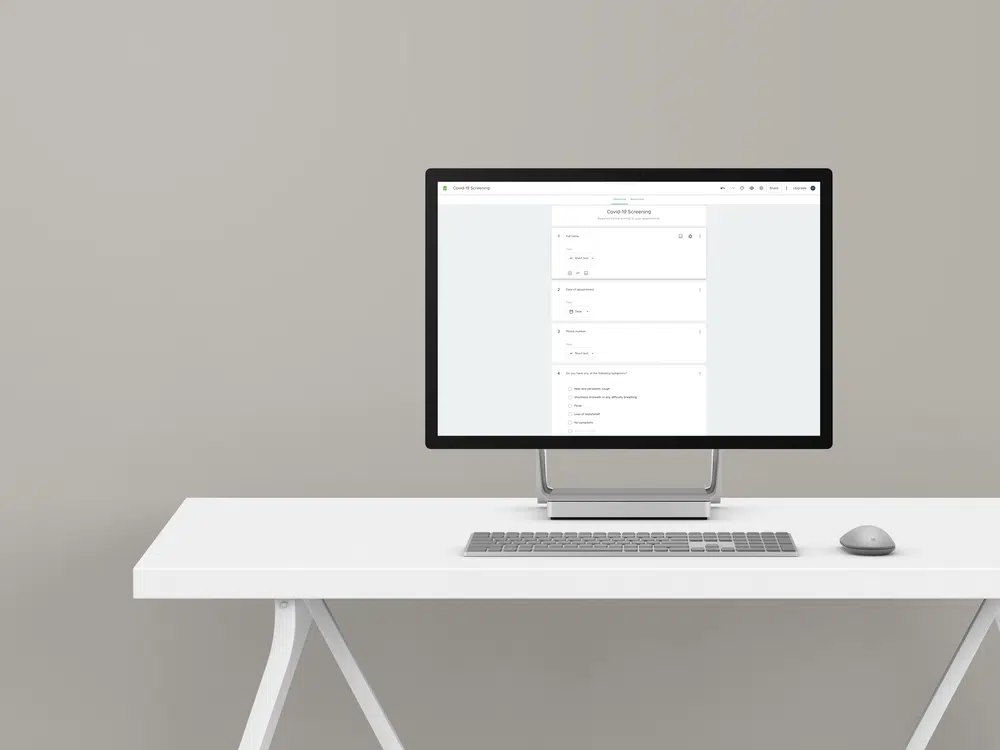 Covid-19 Screening
Share
Upgrade
Covid-19 Screening
1
Full name
Short text
2
Date of appointment
Date
3
Phone number
Short text
4
Do you have any of the following symptoms?
New and persistent cough
Shortness of breath or any difficulty breathing
Fever
Loss of taste/smell
No symptoms